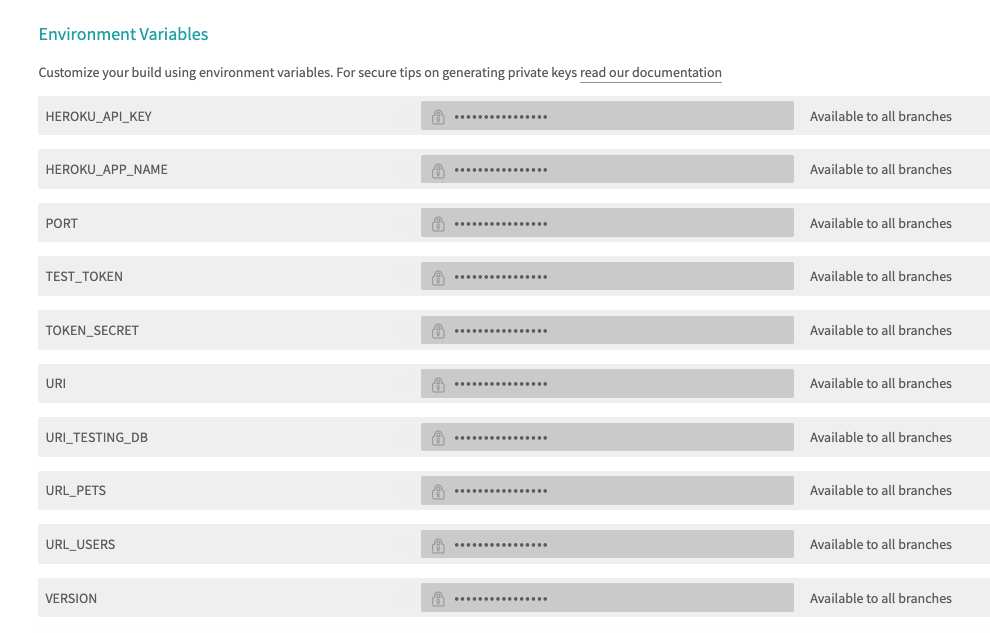 Environment Variables
Customize your build using environment variables. For secure tips on generating private keys read our documentation
HEROKU_API_KEY •••••••••••••••• Available to all branches
HEROKU_APP_NAME •••••••••••••••• Available to all branches
PORT •••••••••••••••• Available to all branches
TEST_TOKEN •••••••••••••••• Available to all branches
TOKEN_SECRET •••••••••••••••• Available to all branches
URI •••••••••••••••• Available to all branches
URI_TESTING_DB •••••••••••••••• Available to all branches
URL_PETS •••••••••••••••• Available to all branches
URL_USERS •••••••••••••••• Available to all branches
VERSION •••••••••••••••• Available to all branches